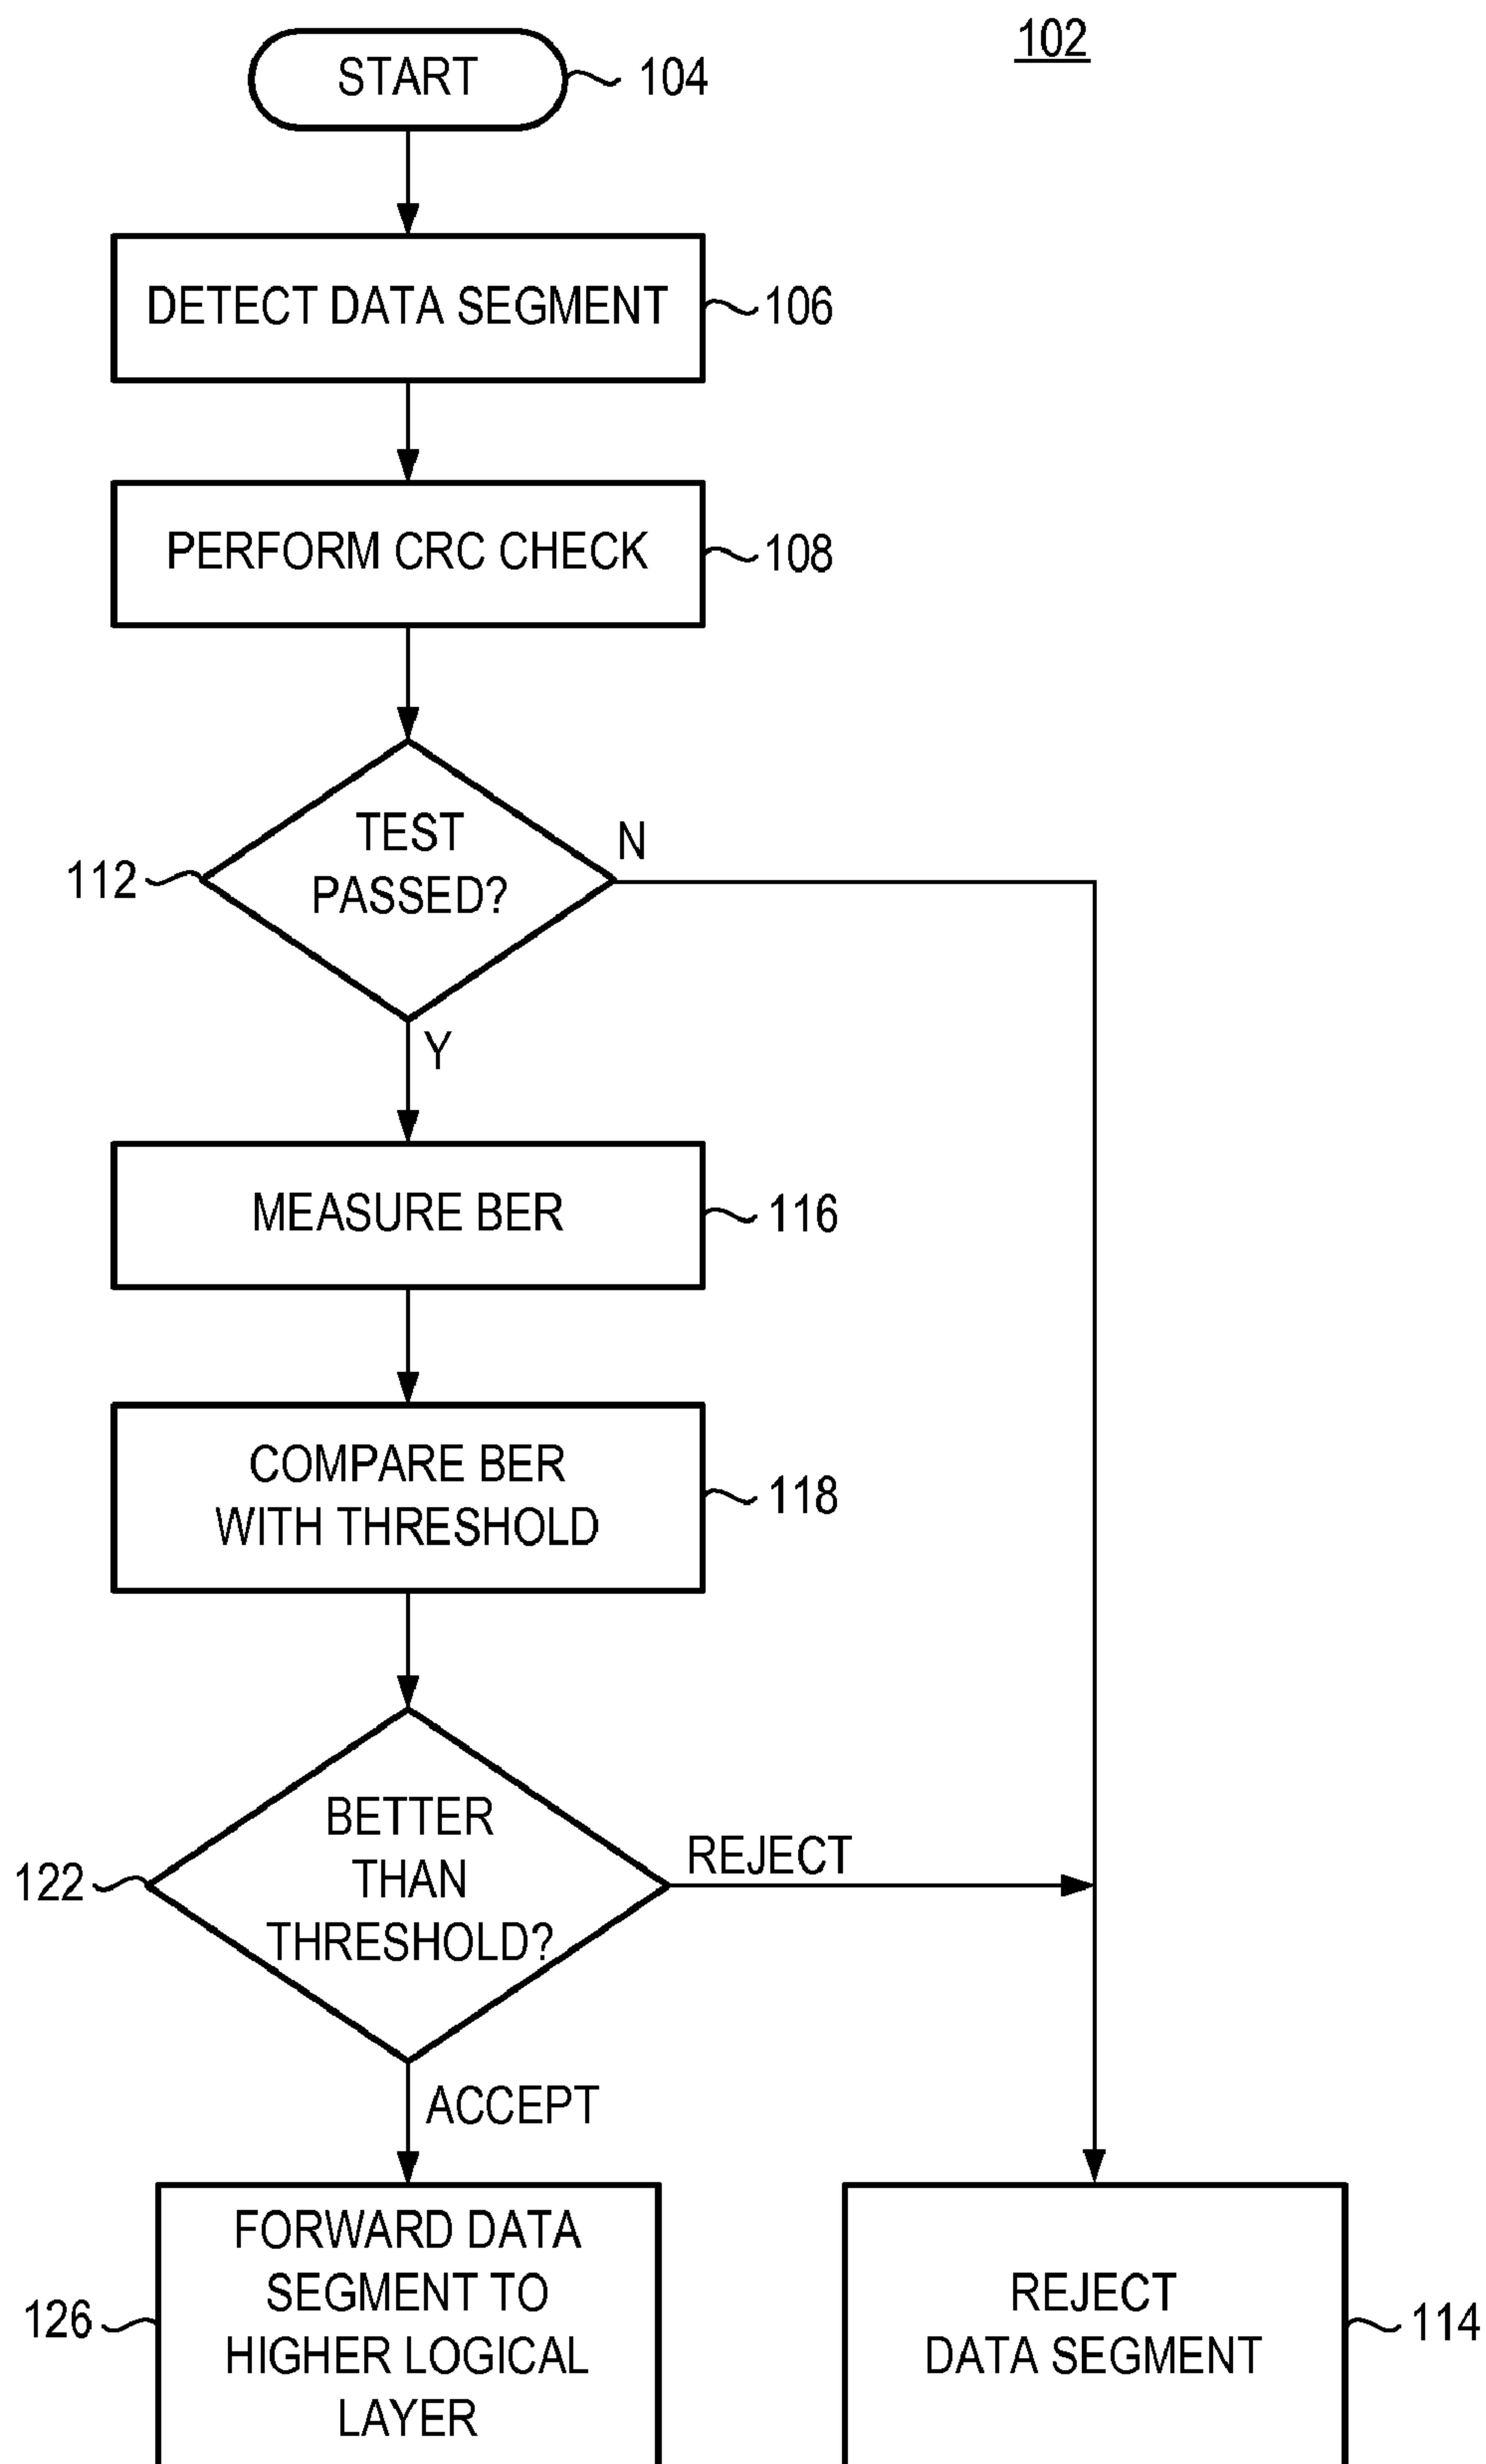 102
START
104
DETECT DATA SEGMENT
106
PERFORM CRC CHECK
108
TEST
PASSED?
N
112
Y
MEASURE BER
116
COMPARE BER
WITH THRESHOLD
118
BETTER
THAN
THRESHOLD?
REJECT
122
ACCEPT
FORWARD DATA
SEGMENT TO
HIGHER LOGICAL
LAYER
126
REJECT
DATA SEGMENT
114